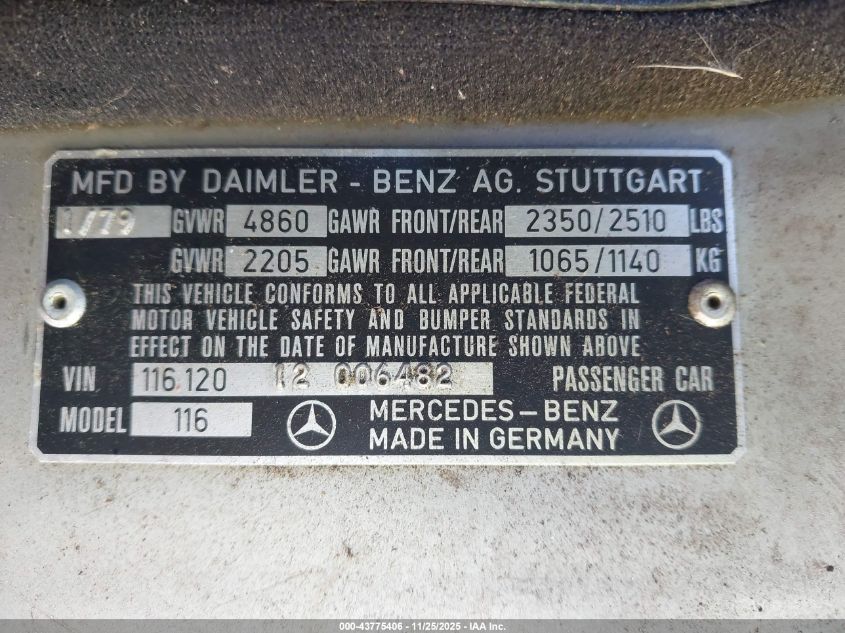 MFD BY DAIMLER - BENZ AG. STUTTGART
1/79 GVWR 4860 GAWR FRONT/REAR 2350/2510 LBS
GVWR 2205 GAWR FRONT/REAR 1065/1140 KG
THIS VEHICLE CONFORMS TO ALL APPLICABLE FEDERAL
MOTOR VEHICLE SAFETY AND BUMPER STANDARDS IN
EFFECT ON THE DATE OF MANUFACTURE SHOWN ABOVE
VIN 116.120 12 006482 PASSENGER CAR
MODEL 116 MERCEDES-BENZ
MADE IN GERMANY
000-43775406 - 11/25/2025 - IAA Inc.